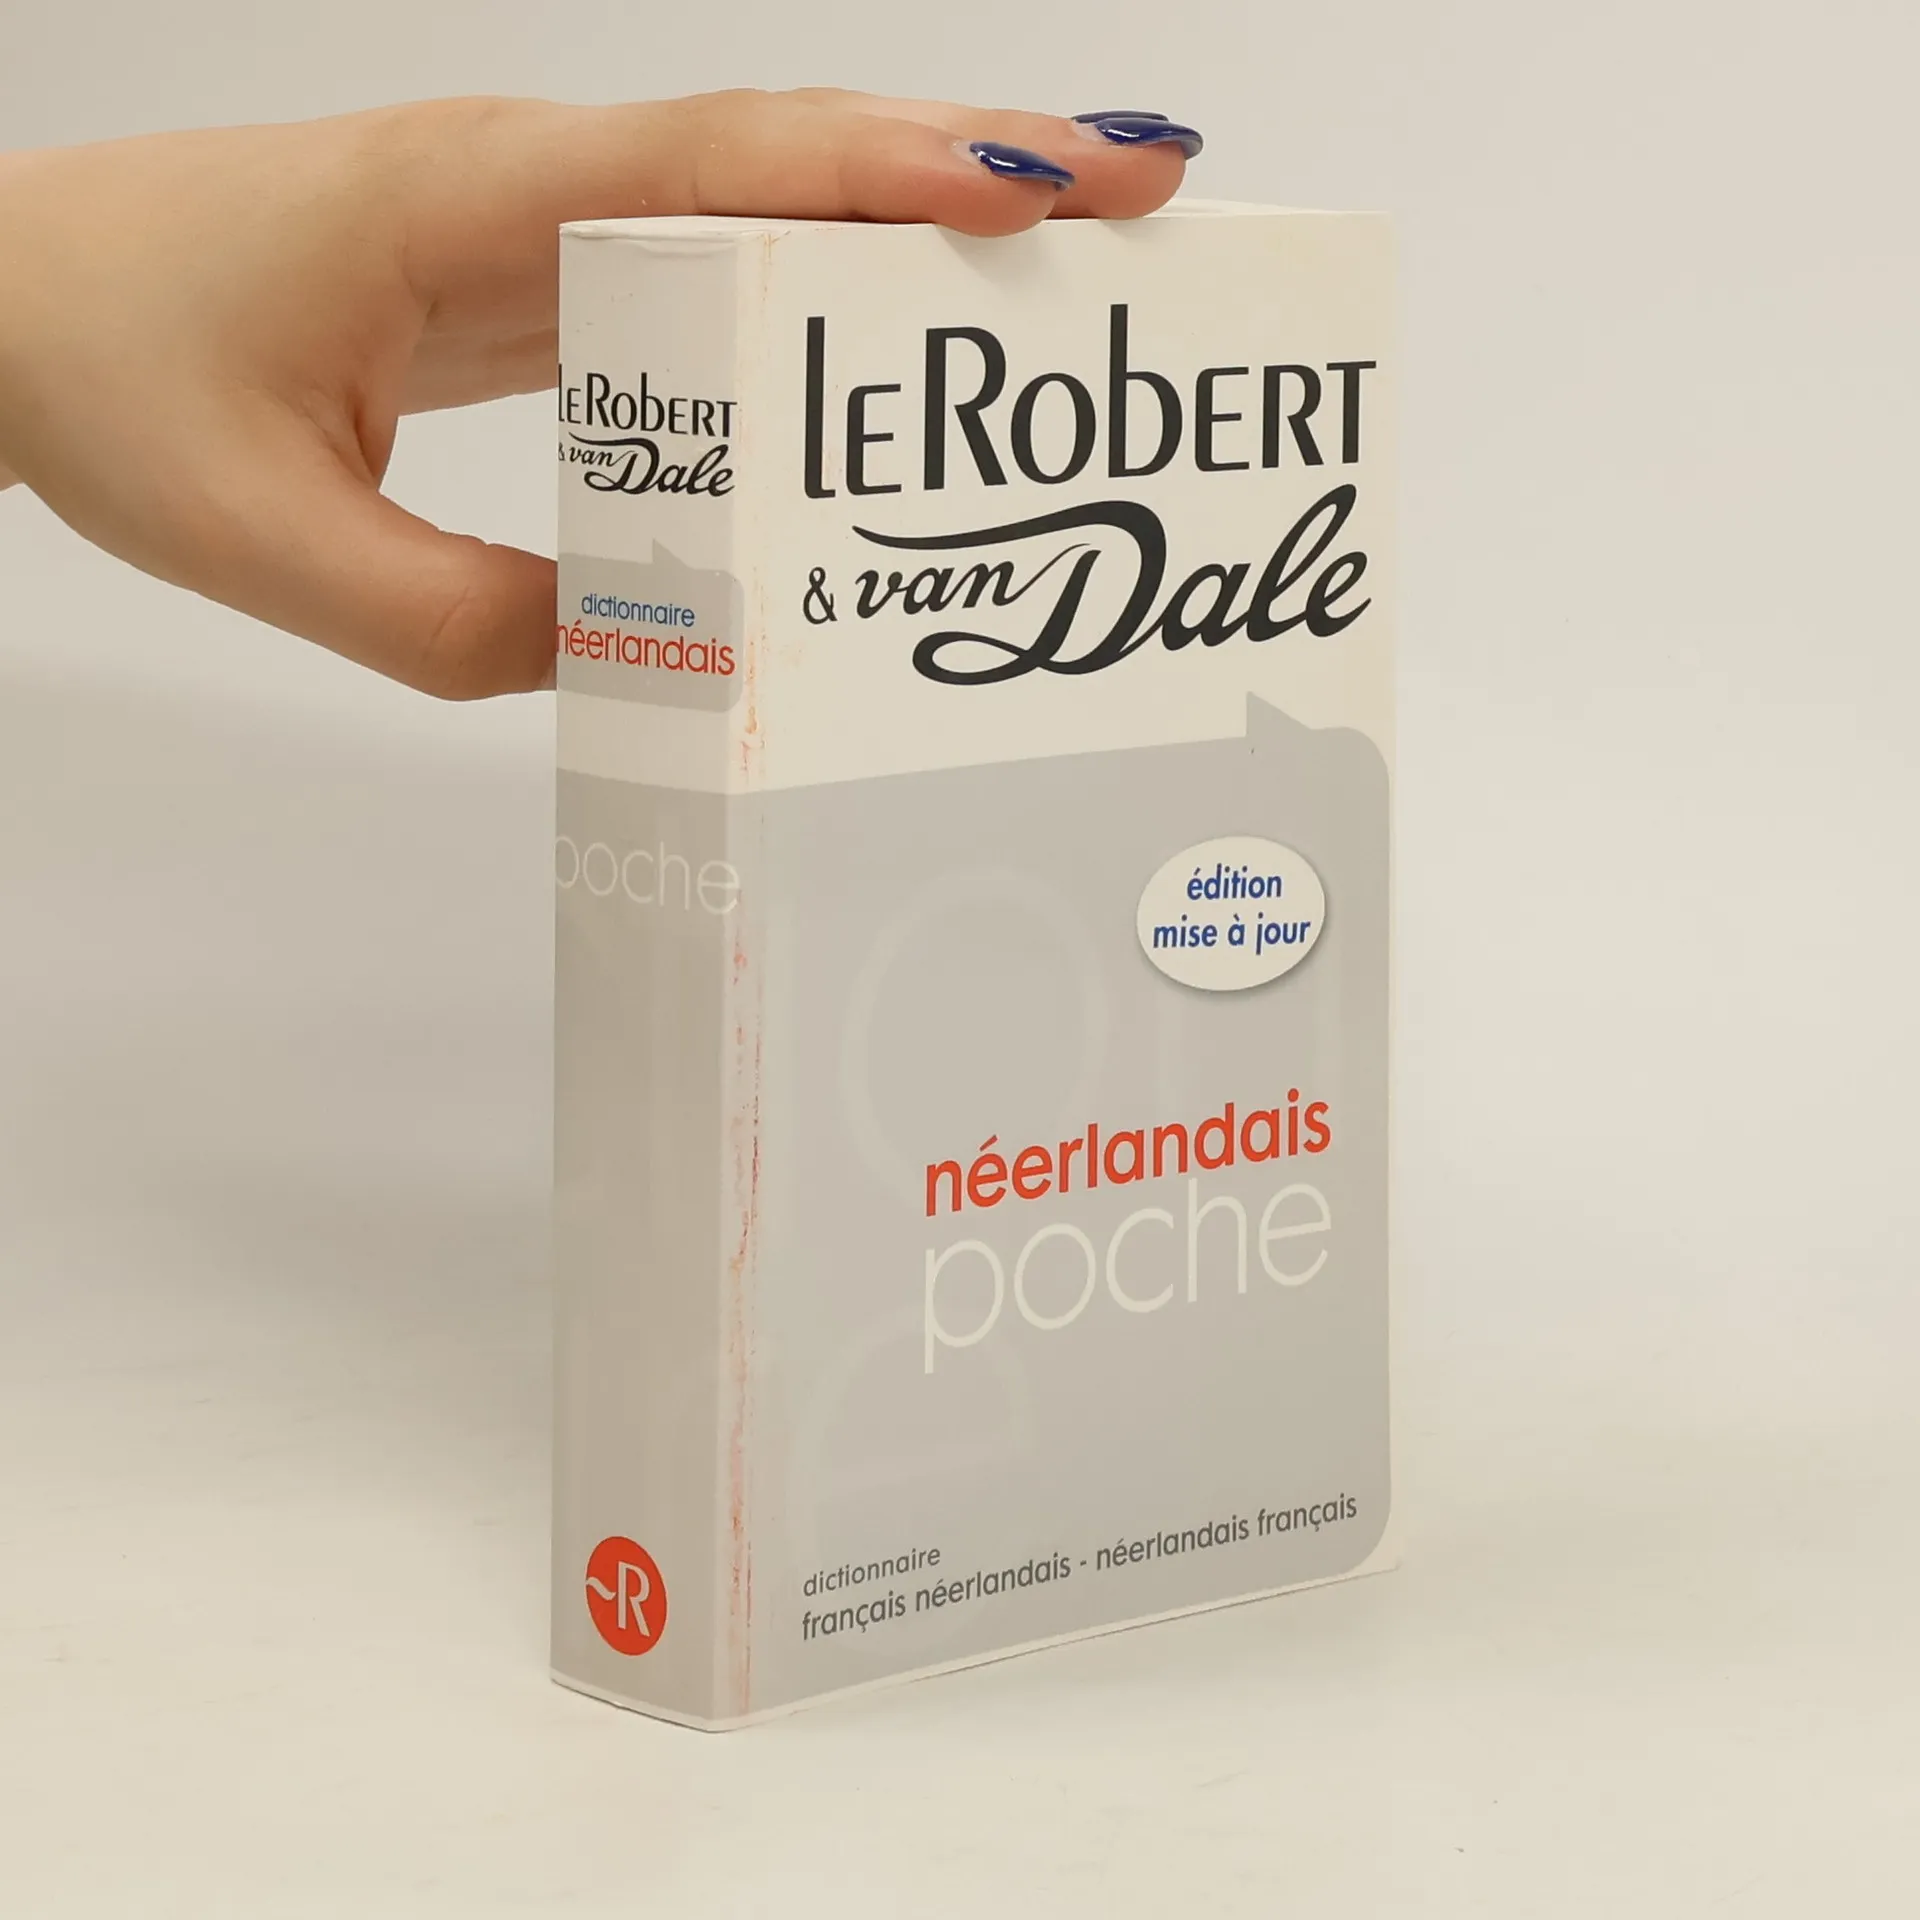 le Robert
& van Dale
dictionnaire
néerlandais
poche
R
le Robert
& van Dale
édition
mise à jour
néerlandais
poche
dictionnaire
français néerlandais - néerlandais français